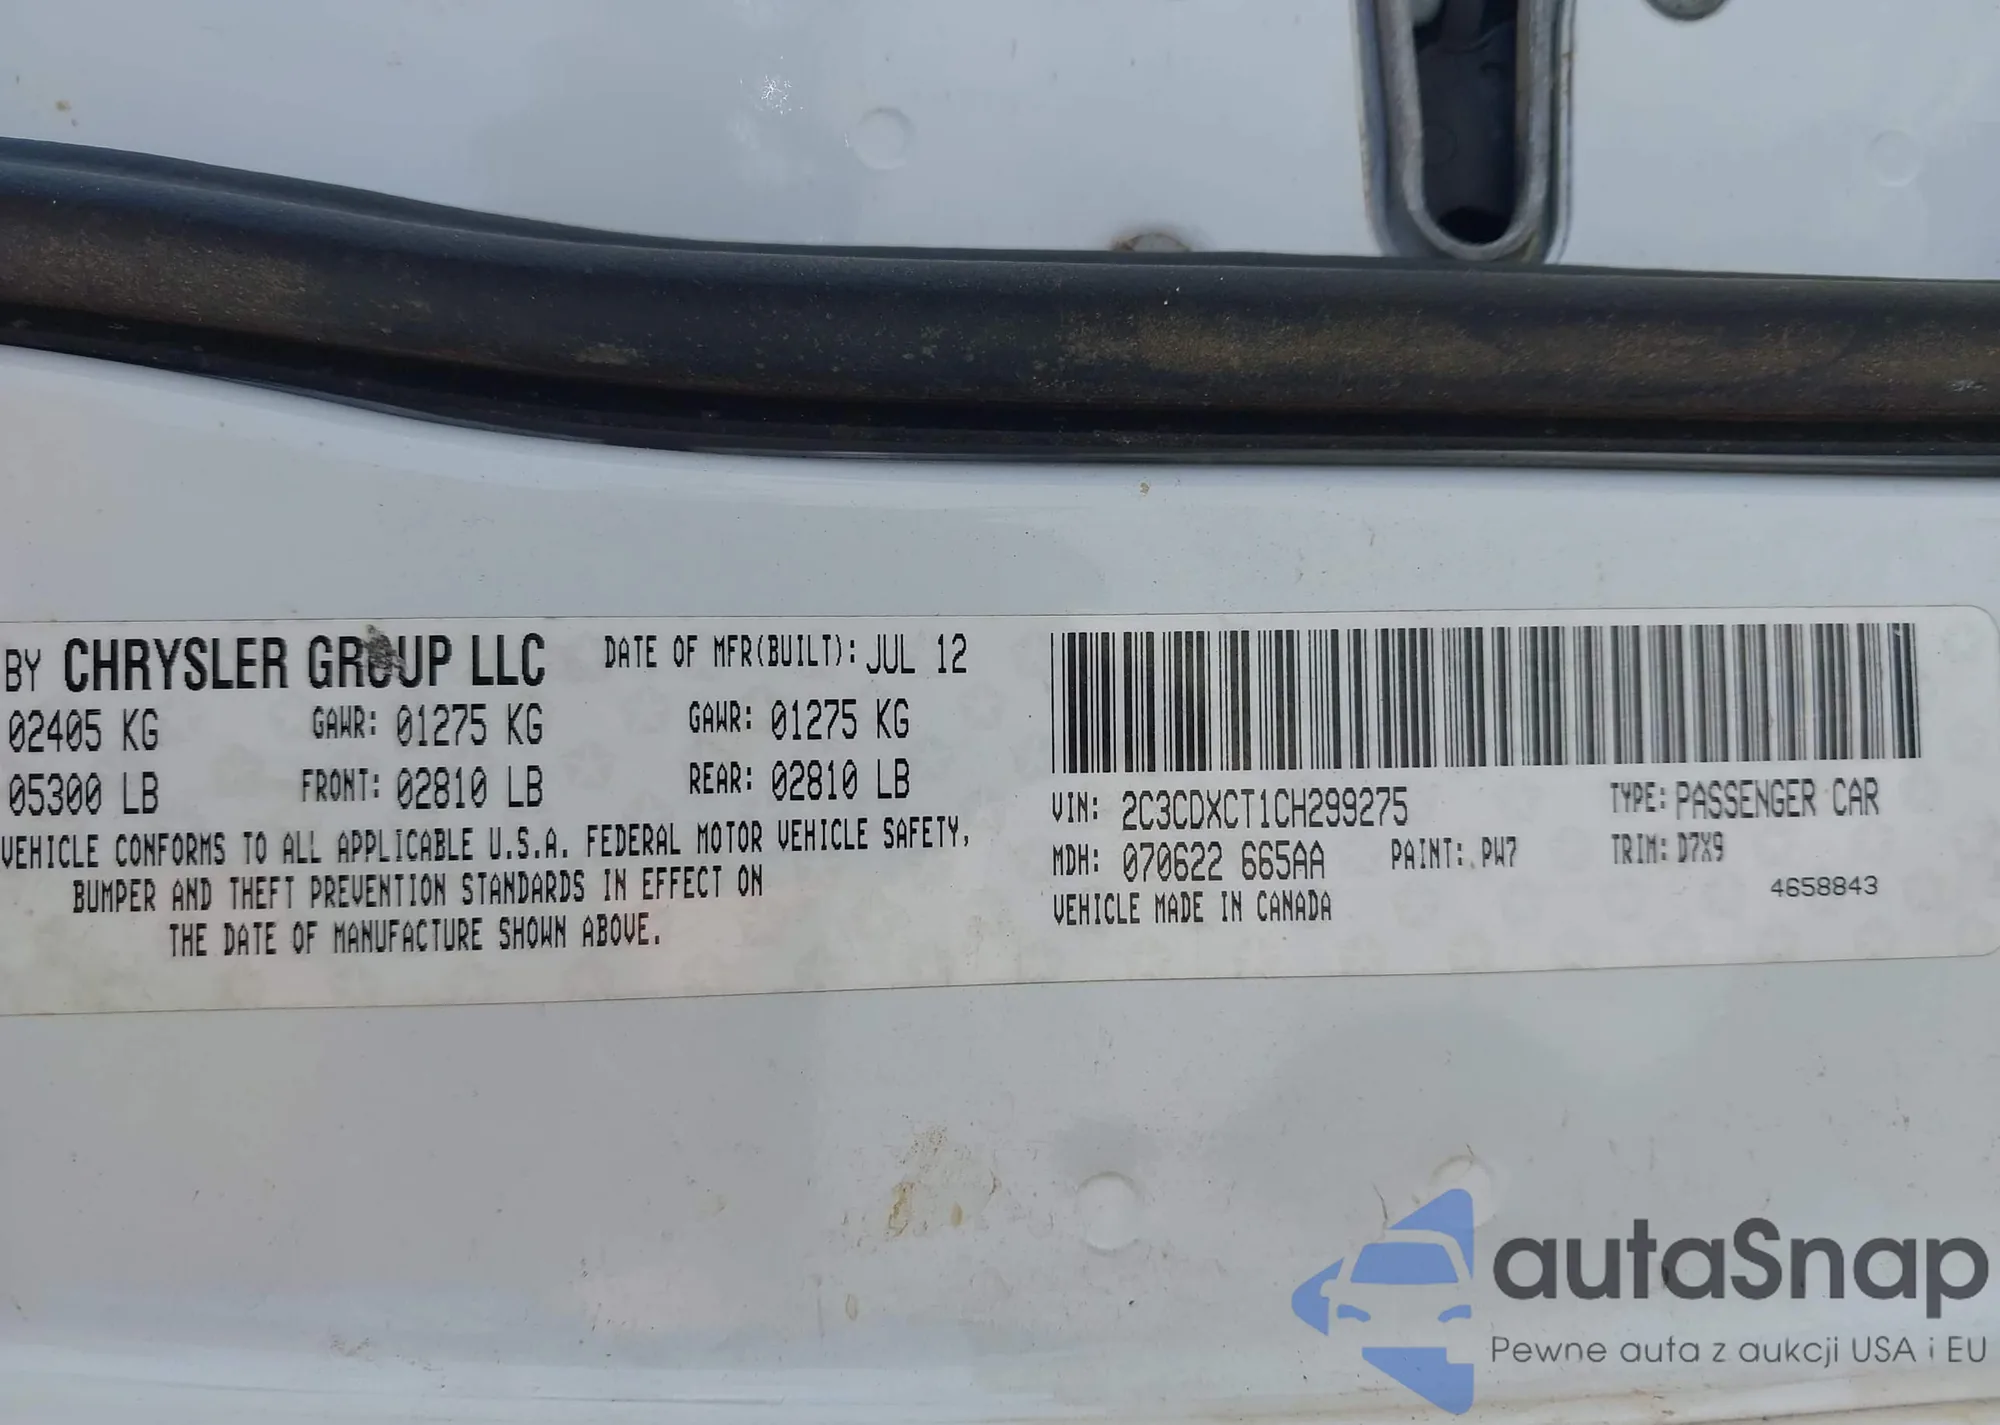 BY CHRYSLER GROUP LLC DATE OF MFR(BUILT): JUL 12
02405 KG GAWR: 01275 KG GAWR: 01275 KG
05300 LB FRONT: 02810 LB REAR: 02810 LB
VEHICLE CONFORMS TO ALL APPLICABLE U.S.A. FEDERAL MOTOR VEHICLE SAFETY,
BUMPER AND THEFT PREVENTION STANDARDS IN EFFECT ON
THE DATE OF MANUFACTURE SHOWN ABOVE.
VIN: 2C3CDXCT1CH299275 TYPE: PASSENGER CAR
MDH: 070622 665AA PAINT: PW7 TRIM: D7X9
VEHICLE MADE IN CANADA 4658843
autaSnap
Pewne auta z aukcji USA i EU